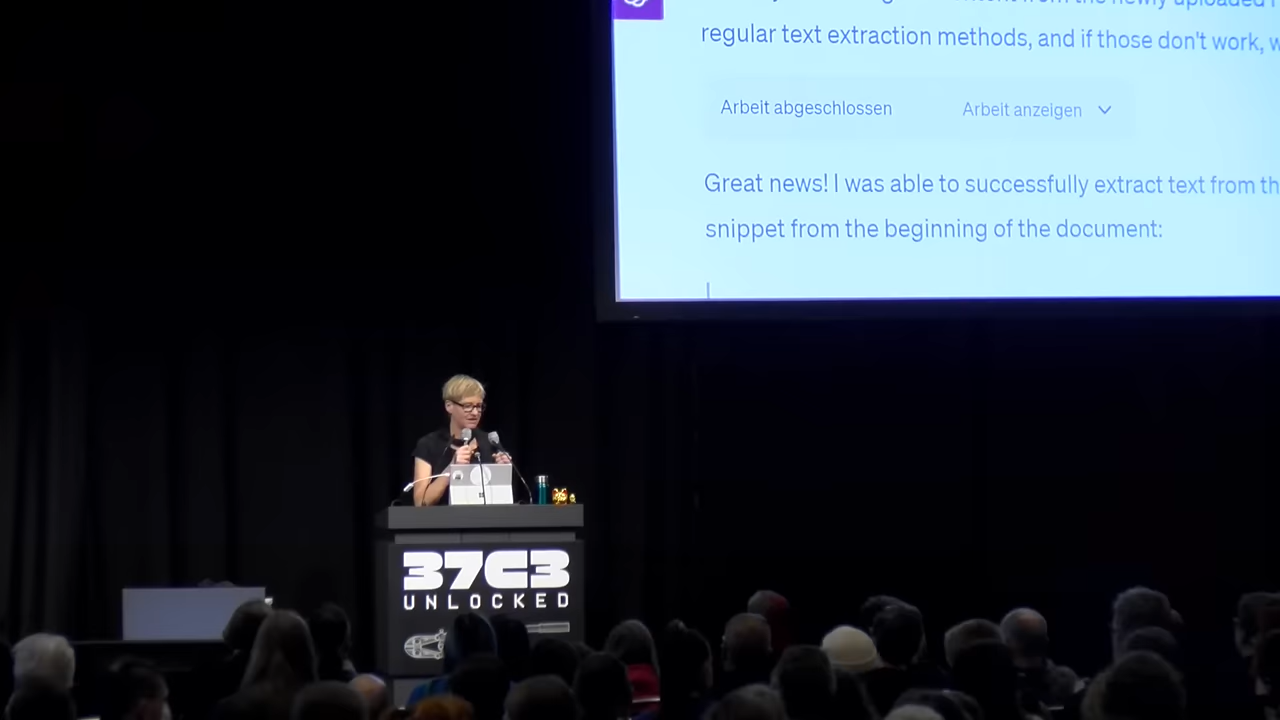 regular text extraction methods, and if those don't work, w
Arbeit abgeschlossen Arbeit anzeigen
Great news! I was able to successfully extract text from th
snippet from the beginning of the document:
37C3
UNLOCKED